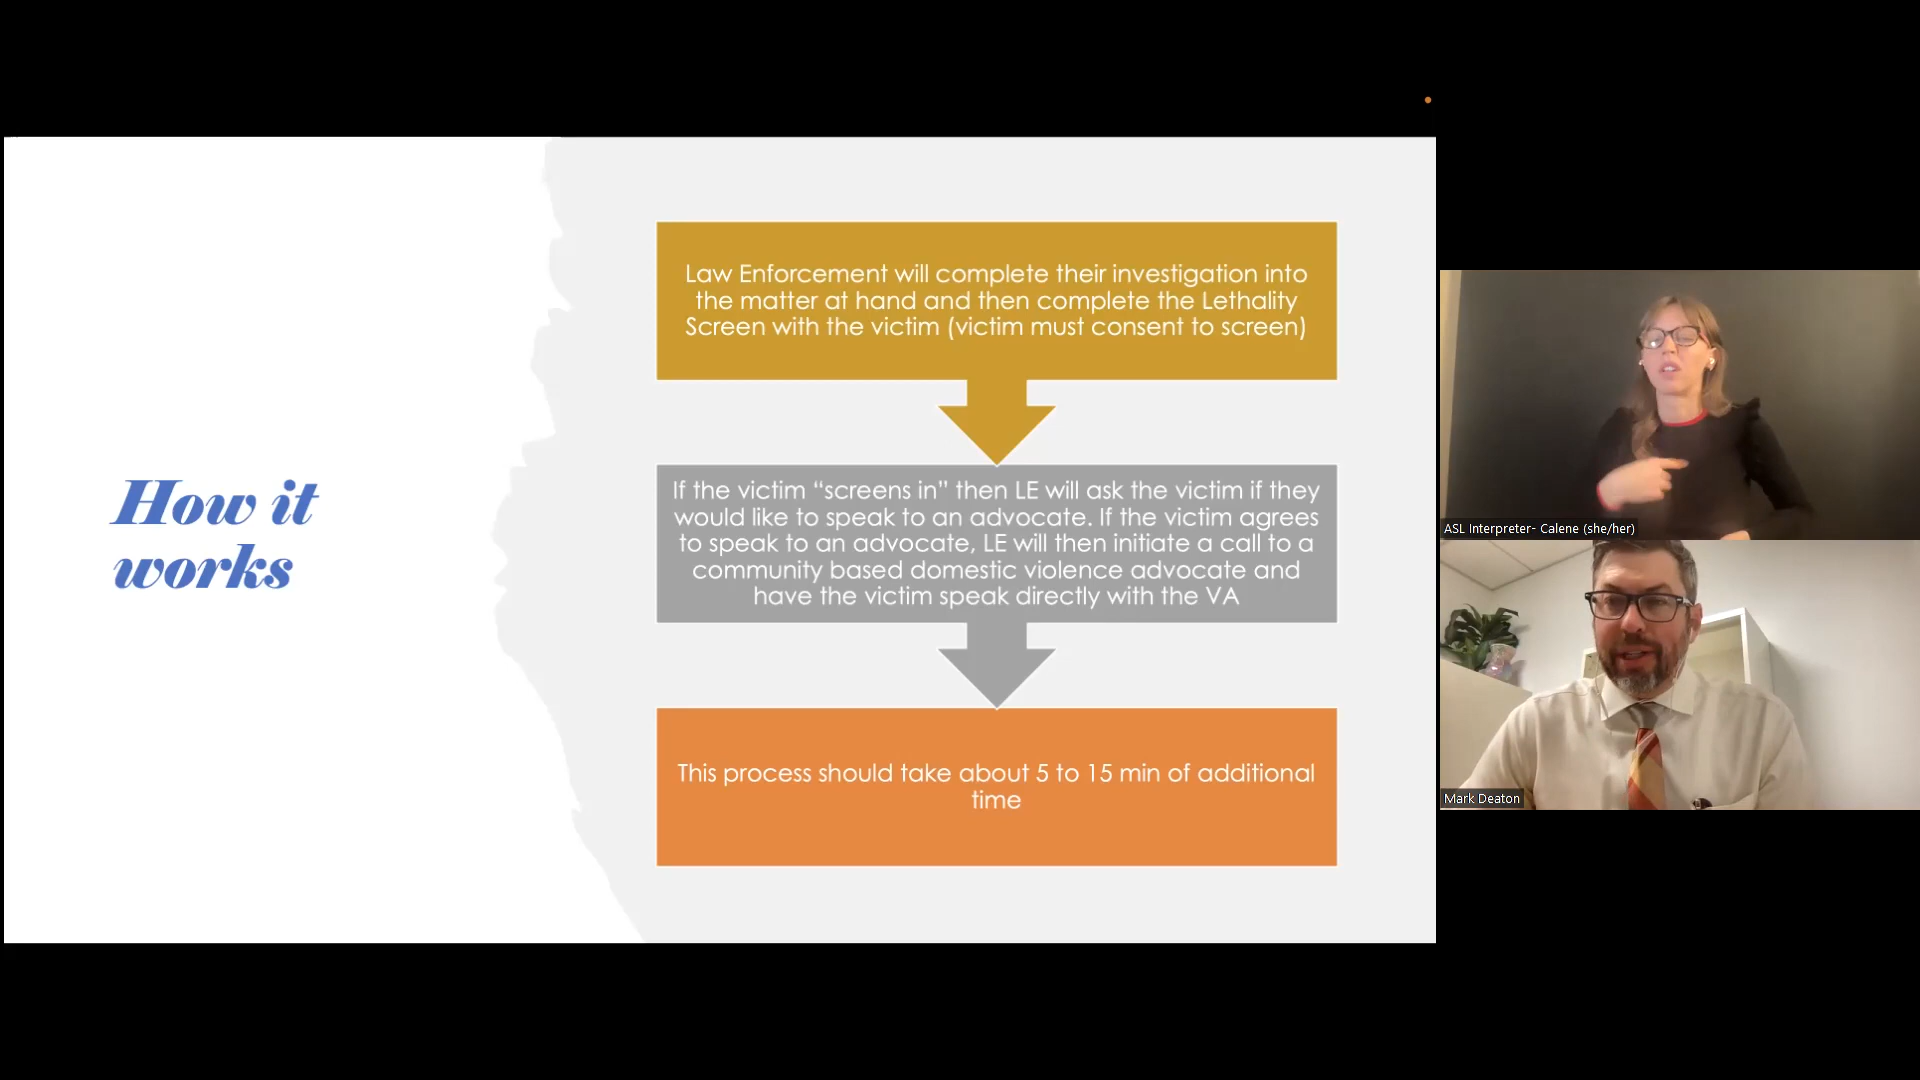 How it
works
Law Enforcement will complete their investigation into
the matter at hand and then complete the Lethality
Screen with the victim (victim must consent to screen)
If the victim “screens in” then LE will ask the victim if they
would like to speak to an advocate. If the victim agrees
to speak to an advocate, LE will then initiate a call to a
community based domestic violence advocate and
have the victim speak directly with the VA
This process should take about 5 to 15 min of additional
time
ASL Interpreter- Calene (she/her)
Mark Deaton